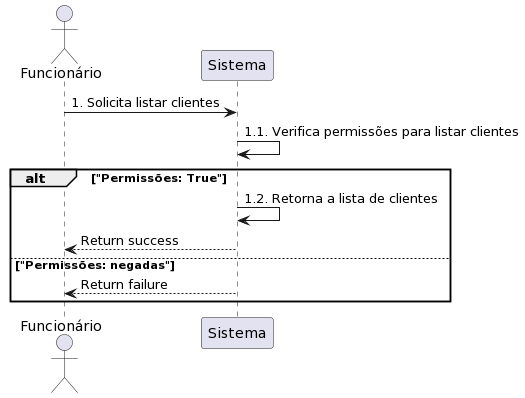 Funcionário
Sistema
1. Solicita listar clientes
1.1. Verifica permissões para listar clientes
alt ["Permissões: True"]
1.2. Retorna a lista de clientes
Return success
["Permissões: negadas"]
Return failure
Funcionário
Sistema